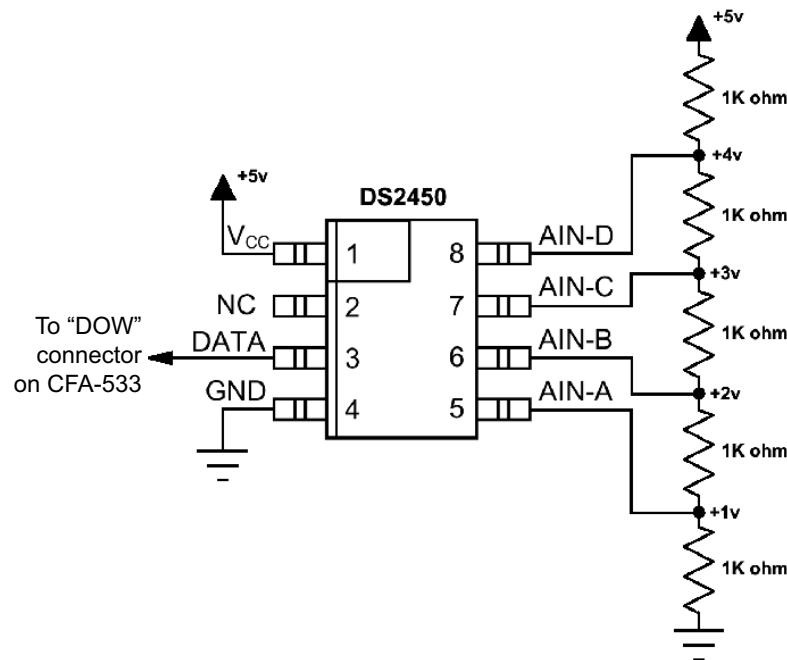 +5v
1K ohm
+4v
+5v
DS2450
1K ohm
VCC
1
8
AIN-D
+3v
NC
2
7
AIN-C
To “DOW”
connector
on CFA-533
DATA
3
6
AIN-B
1K ohm
+2v
GND
4
5
AIN-A
1K ohm
+1v
1K ohm